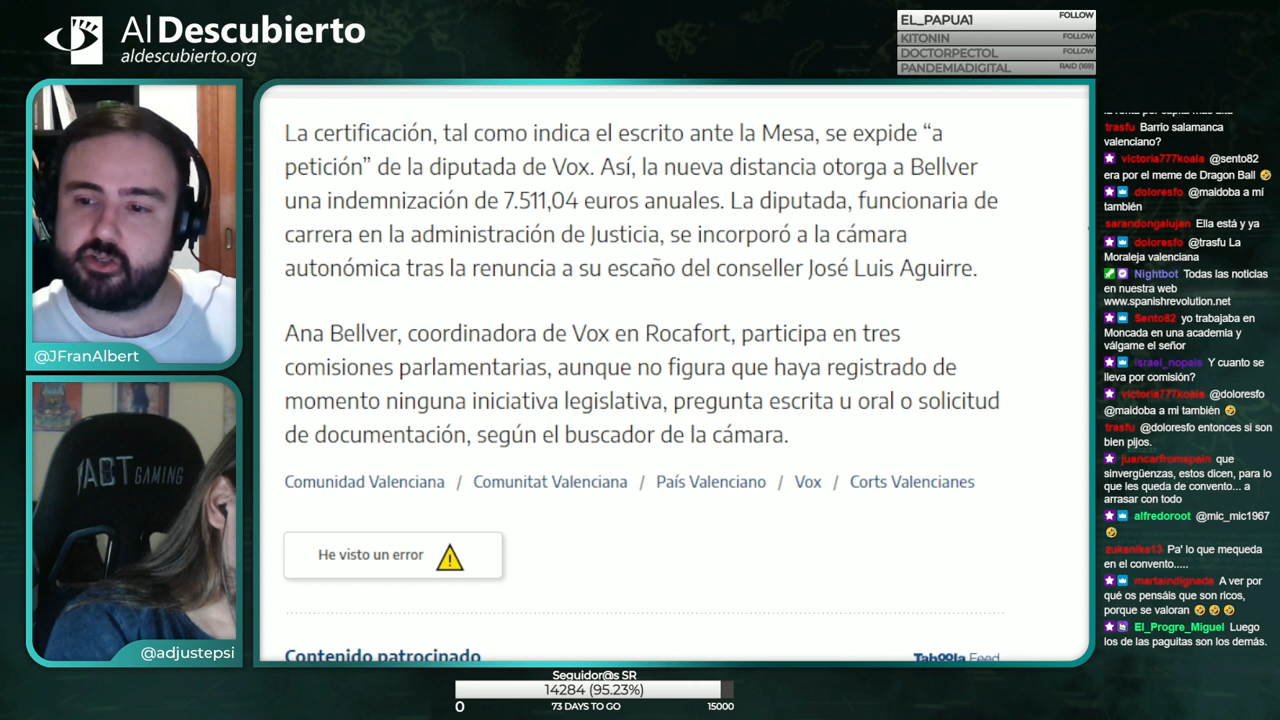 Al Descubierto
aldescubierto.org
EL_PAPUA1 FOLLOW
KITONIN FOLLOW
DOCTORPECTOL FOLLOW
PANDEMIADIGITAL RAID (169)
@JFranAlbert
GAMING
@adjustepsi
La certificación, tal como indica el escrito ante la Mesa, se expide “a
petición” de la diputada de Vox. Así, la nueva distancia otorga a Bellver
una indemnización de 7.511,04 euros anuales. La diputada, funcionaria de
carrera en la administración de Justicia, se incorporó a la cámara
autonómica tras la renuncia a su escaño del conseller José Luis Aguirre.
Ana Bellver, coordinadora de Vox en Rocafort, participa en tres
comisiones parlamentarias, aunque no figura que haya registrado de
momento ninguna iniciativa legislativa, pregunta escrita u oral o solicitud
de documentación, según el buscador de la cámara.
Comunidad Valenciana / Comunitat Valenciana / País Valenciano / Vox / Corts Valencianes
He visto un error
Contenido patrocinado
Taboola Feed
trasfu Barrio salamanca
valenciano?
victoria777koala @sento82
era por el meme de Dragon Ball 🤣
doloresfo @maidoba a mí
también
sarandongalujan Ella está y ya
doloresfo @trasfu La
Moraleja valenciana
Nightbot Todas las noticias
en nuestra web
www.spanishrevolution.net
Sento82 yo trabajaba en
Moncada en una academia y
válgame el señor
israel_nopais Y cuanto se
lleva por comisión?
victoria777koala @doloresfo
@maidoba a mi también 🤣
trasfu @doloresfo entonces si son
bien pijos.
juancarfromspain que
sinvergüenzas, estos dicen, para lo
que les queda de convento... a
arrasar con todo
alfredoroot @mic_mic1967
🤣
zukanike13 Pa' lo que mequeda
en el convento.....
martaindignada A ver por
qué os pensáis que son ricos,
porque se valoran 🤣🤣🤣
El_Progre_Miguel Luego
los de las paguitas son los demás.
Seguidor@s SR
14284 (95.23%)
0 73 DAYS TO GO 15000